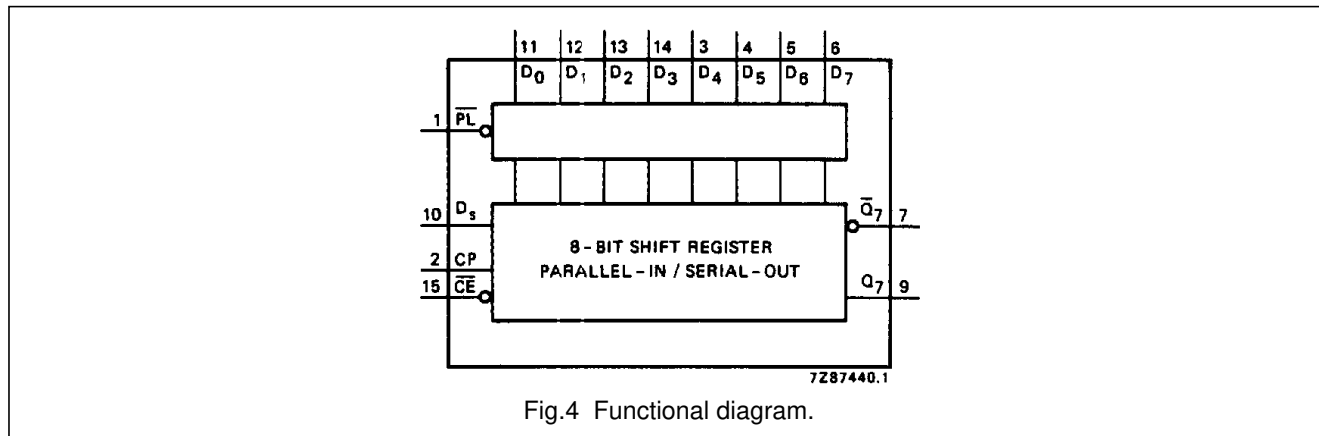 11 12 13 14 3 4 5 6
D0 D1 D2 D3 D4 D5 D6 D7
1 P̅L̅
10 Ds
Q̅7 7
8-BIT SHIFT REGISTER
2 CP
PARALLEL-IN / SERIAL-OUT
15 C̅E̅
Q7 9
7Z87440.1
Fig.4 Functional diagram.